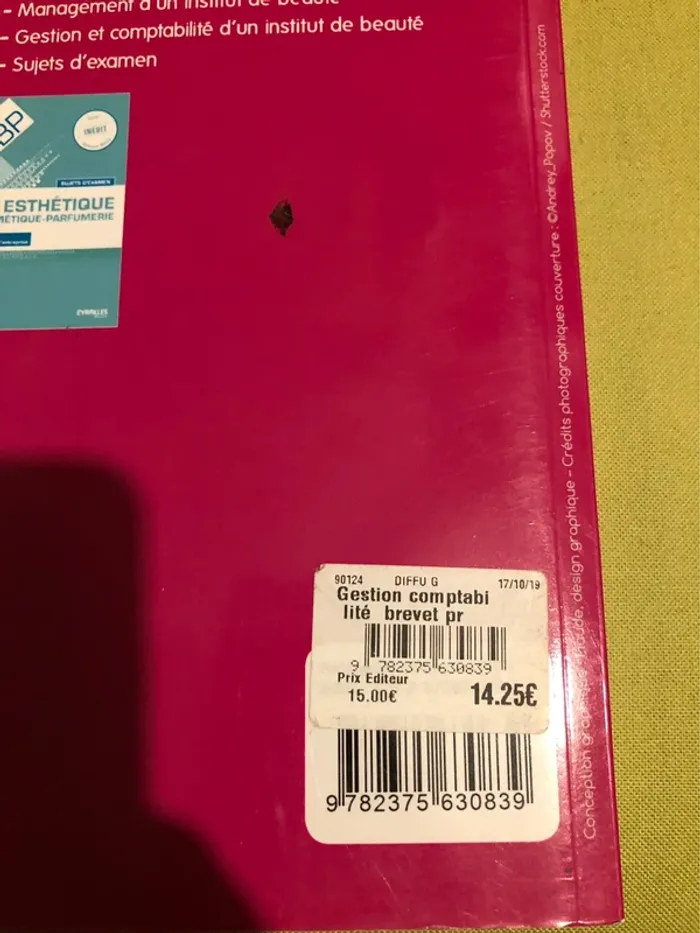 - Management d'un institut de beauté
- Gestion et comptabilité d'un institut de beauté
- Sujets d'examen
BP
INÉDIT
SUJETS D'EXAMEN
ESTHÉTIQUE
MÉTIQUE-PARFUMERIE
EYROLLES
90124 DIFFU G 17/10/19
Gestion comptabi
lité brevet pr
9 782375 630839
Prix Editeur
15.00€ 14.25€
9 782375 630839
Conception design graphique – Crédits photographiques couverture : ©Andrey_Popov / Shutterstock.com